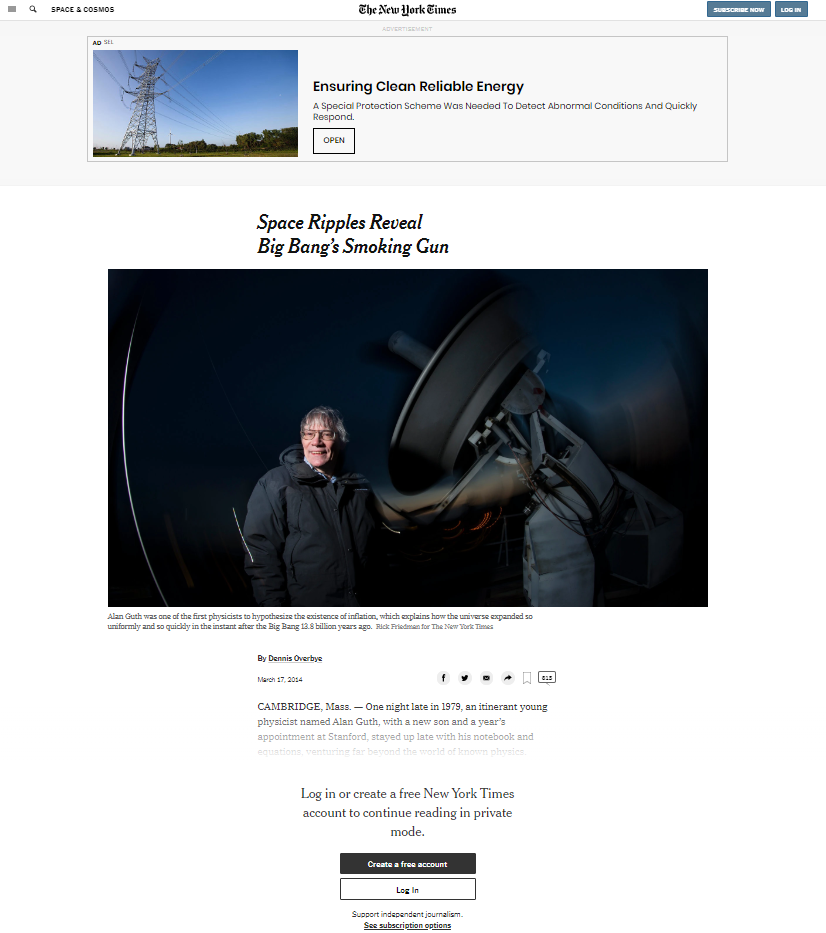 SPACE & COSMOS
The New York Times
SUBSCRIBE NOW
LOG IN
ADVERTISEMENT
AD SEL
Ensuring Clean Reliable Energy
A Special Protection Scheme Was Needed To Detect Abnormal Conditions And Quickly
Respond.
OPEN
Space Ripples Reveal
Big Bang's Smoking Gun
Alan Guth was one of the first physicists to hypothesize the existence of inflation, which explains how the universe expanded so
uniformly and so quickly in the instant after the Big Bang 13.8 billion years ago. Rick Friedman for The New York Times
By Dennis Overbye
March 17, 2014
615
CAMBRIDGE, Mass. — One night late in 1979, an itinerant young
physicist named Alan Guth, with a new son and a year's
appointment at Stanford, stayed up late with his notebook and
equations, venturing far beyond the world of known physics.
Log in or create a free New York Times
account to continue reading in private
mode.
Create a free account
Log In
Support independent journalism.
See subscription options